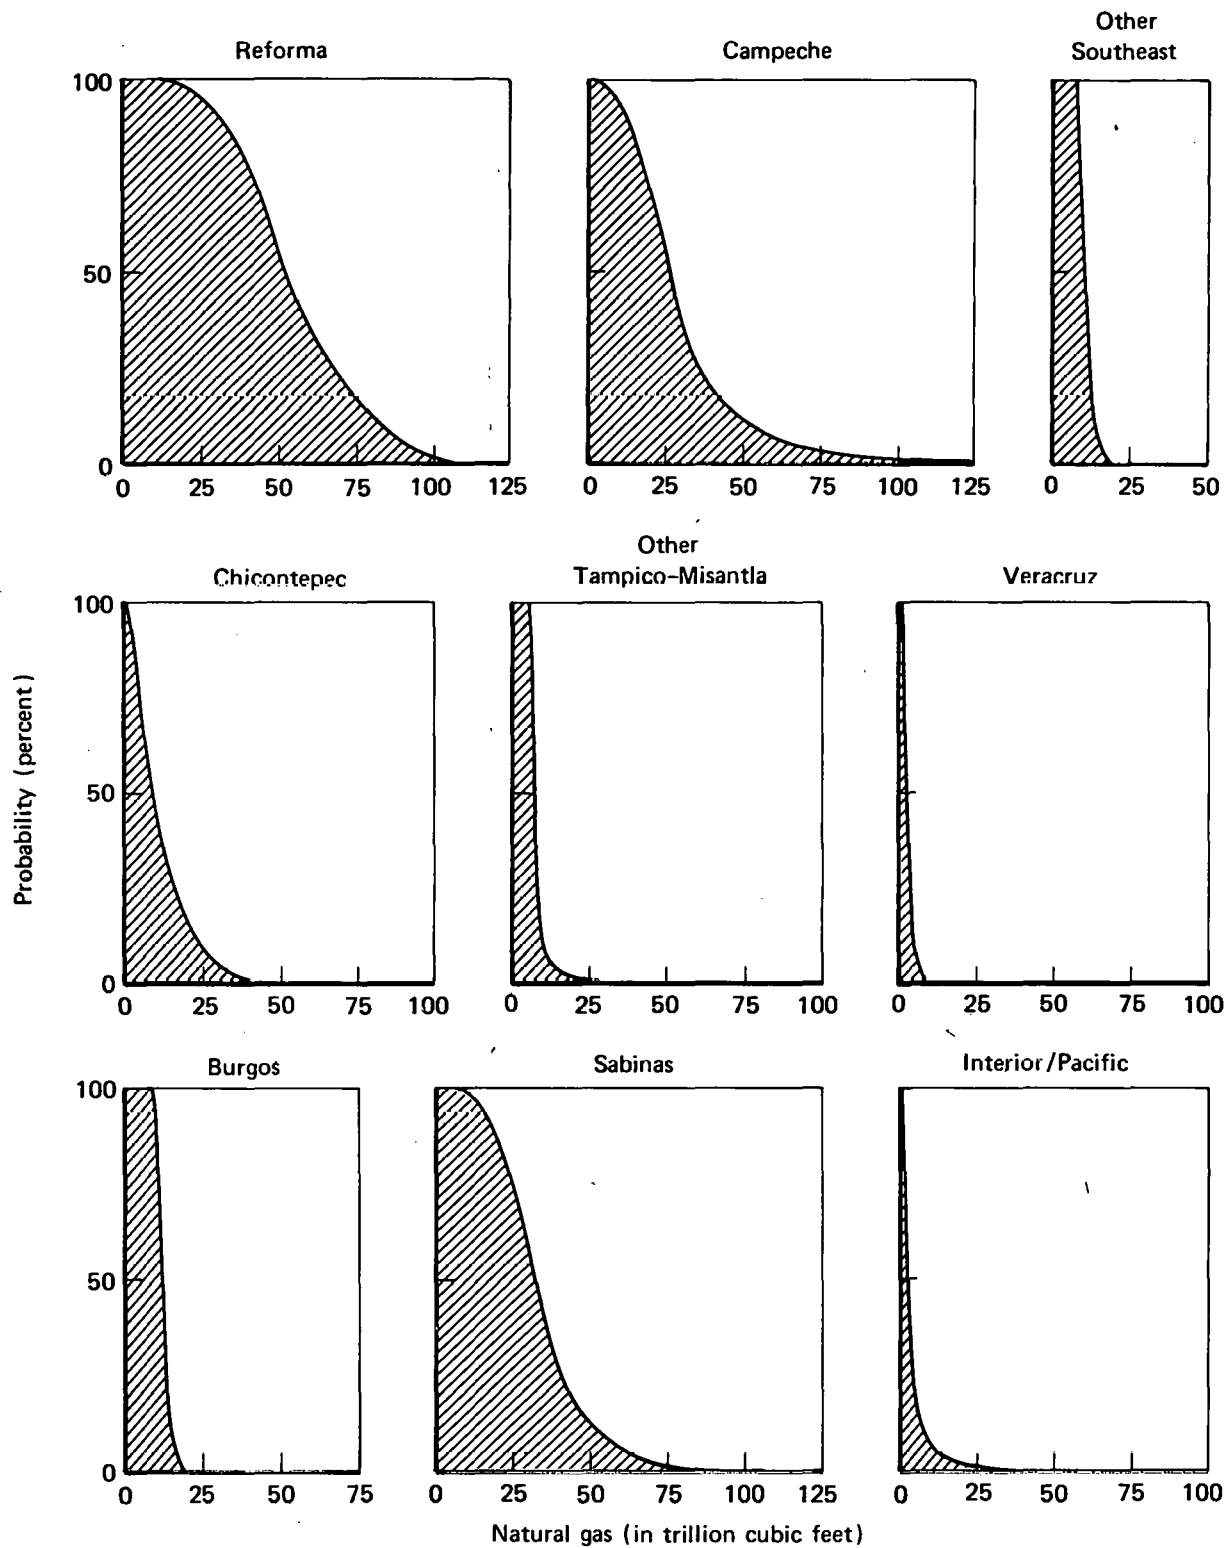 Reforma
Campeche
Other
Southeast
100
50
0
0 25 50 75 100 125
0 25 50 75 100 125
0 25 50
Chicontepec
Other
Tampico-Misantla
Veracruz
Probability (percent)
100
50
0
0 25 50 75 100
0 25 50 75 100
0 25 50 75 100
Burgos
Sabinas
Interior/Pacific
100
50
0
0 25 50 75
0 25 50 75 100 125
0 25 50 75 100
Natural gas (in trillion cubic feet)